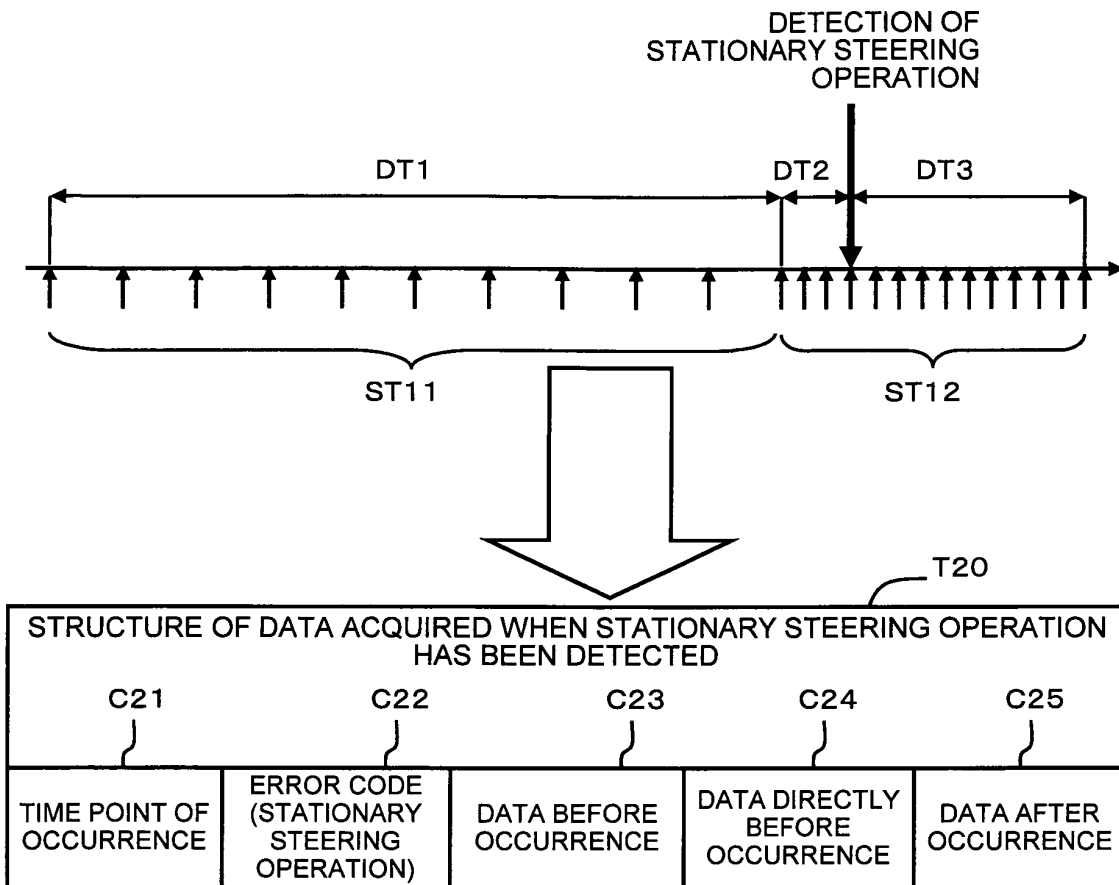 DETECTION OF
STATIONARY STEERING
OPERATION
DT1
DT2
DT3
ST11
ST12
T20
STRUCTURE OF DATA ACQUIRED WHEN STATIONARY STEERING OPERATION
HAS BEEN DETECTED
C21
C22
C23
C24
C25
TIME POINT OF
OCCURRENCE
ERROR CODE
(STATIONARY
STEERING
OPERATION)
DATA BEFORE
OCCURRENCE
DATA DIRECTLY
BEFORE
OCCURRENCE
DATA AFTER
OCCURRENCE